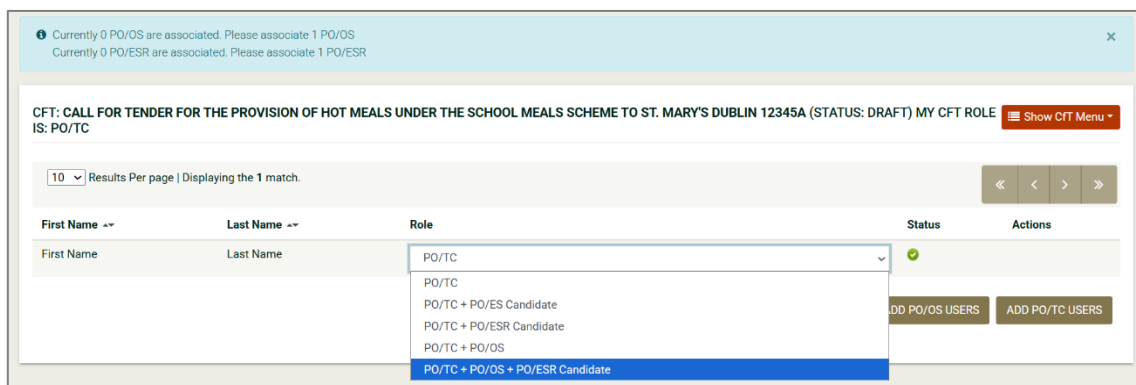 Currently 0 PO/OS are associated. Please associate 1 PO/OS
Currently 0 PO/ESR are associated. Please associate 1 PO/ESR
CFT: CALL FOR TENDER FOR THE PROVISION OF HOT MEALS UNDER THE SCHOOL MEALS SCHEME TO ST. MARY'S DUBLIN 12345A (STATUS: DRAFT) MY CFT ROLE
IS: PO/TC
Show CfT Menu
10 Results Per page | Displaying the 1 match.
First Name Last Name Role Status Actions
First Name Last Name PO/TC
PO/TC
PO/TC + PO/ES Candidate
PO/TC + PO/ESR Candidate
PO/TC + PO/OS
PO/TC + PO/OS + PO/ESR Candidate
DD PO/OS USERS
ADD PO/TC USERS